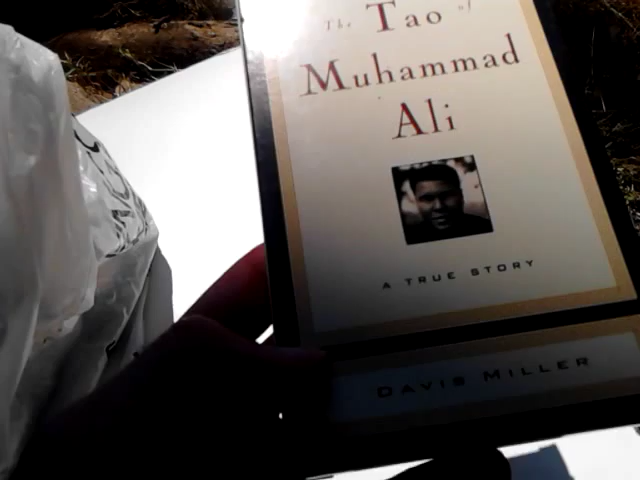 The Tao of
Muhammad
Ali
A TRUE STORY
DAVIS MILLER